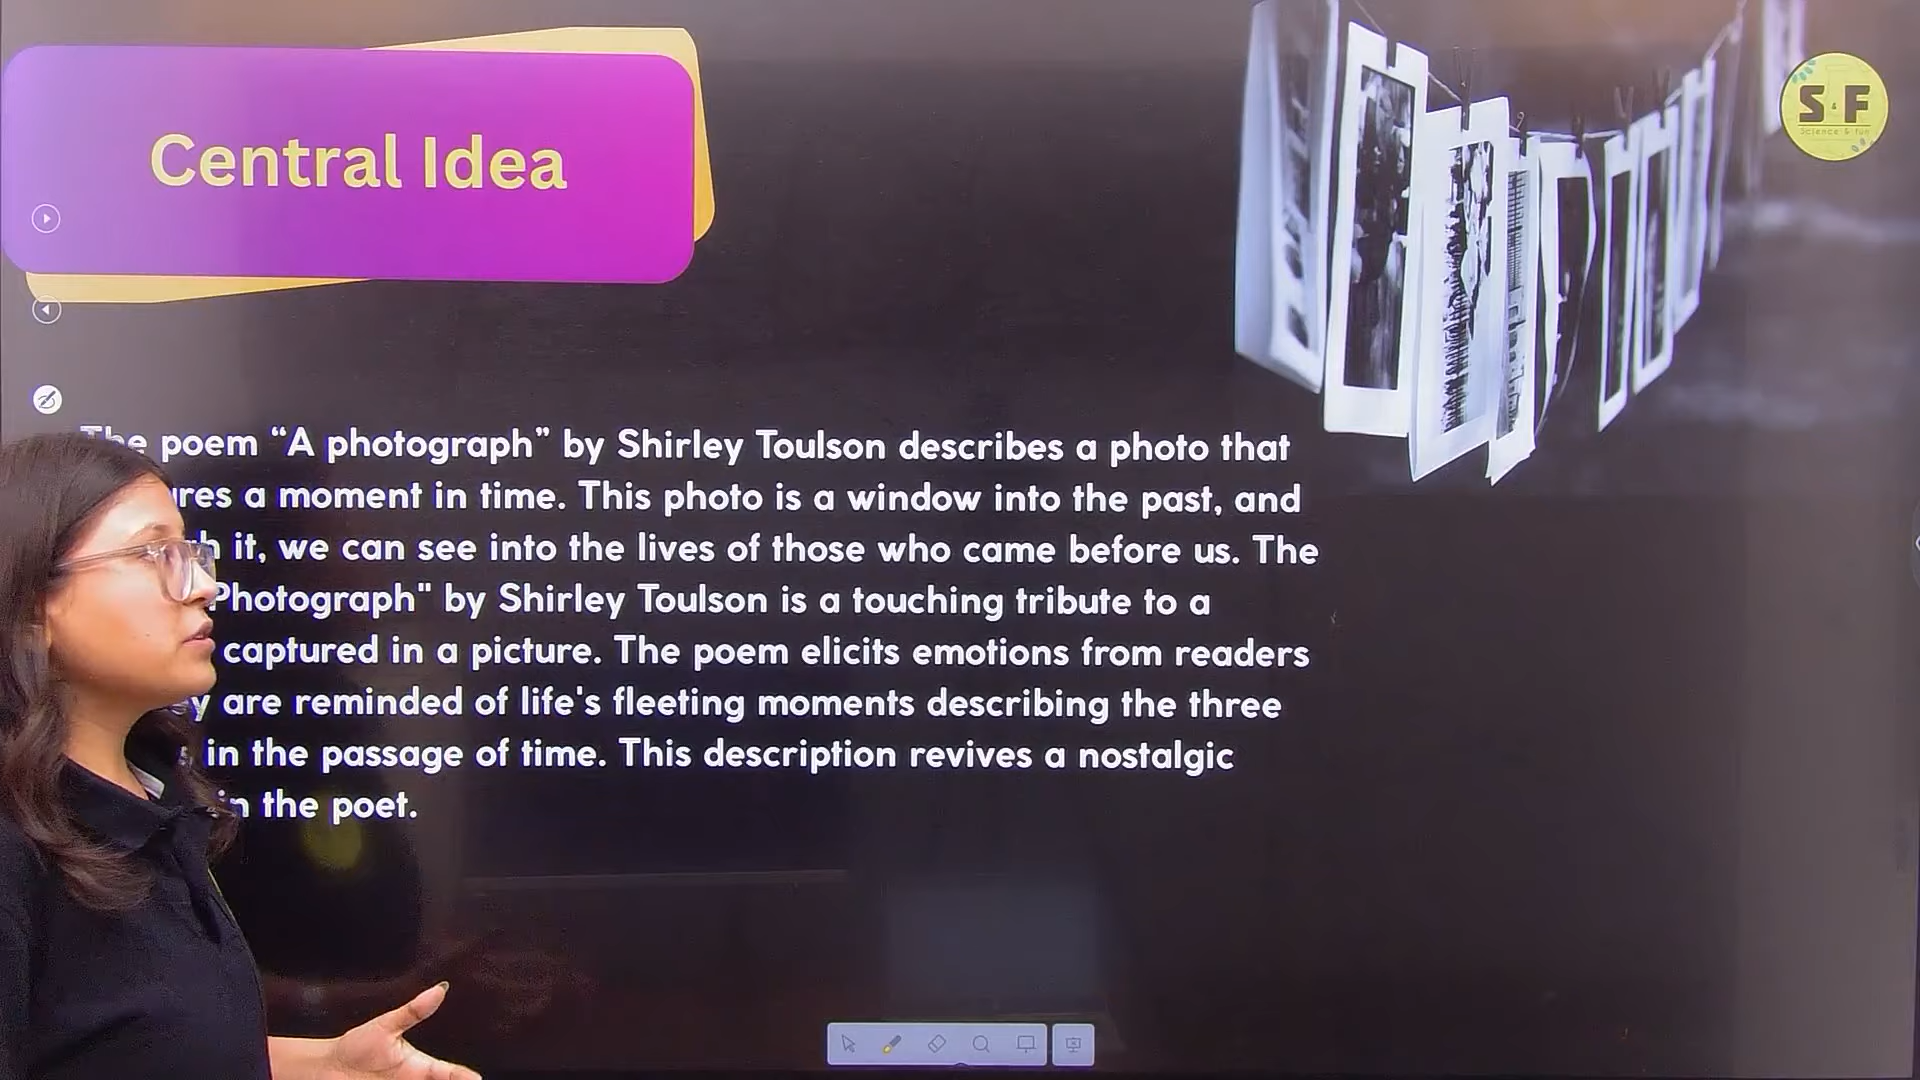 Central Idea
S&F
Science & fun
The poem “A photograph” by Shirley Toulson describes a photo that
a moment in time. This photo is a window into the past, and
it, we can see into the lives of those who came before us. The
Photograph" by Shirley Toulson is a touching tribute to a
captured in a picture. The poem elicits emotions from readers
are reminded of life's fleeting moments describing the three
in the passage of time. This description revives a nostalgic
in the poet.